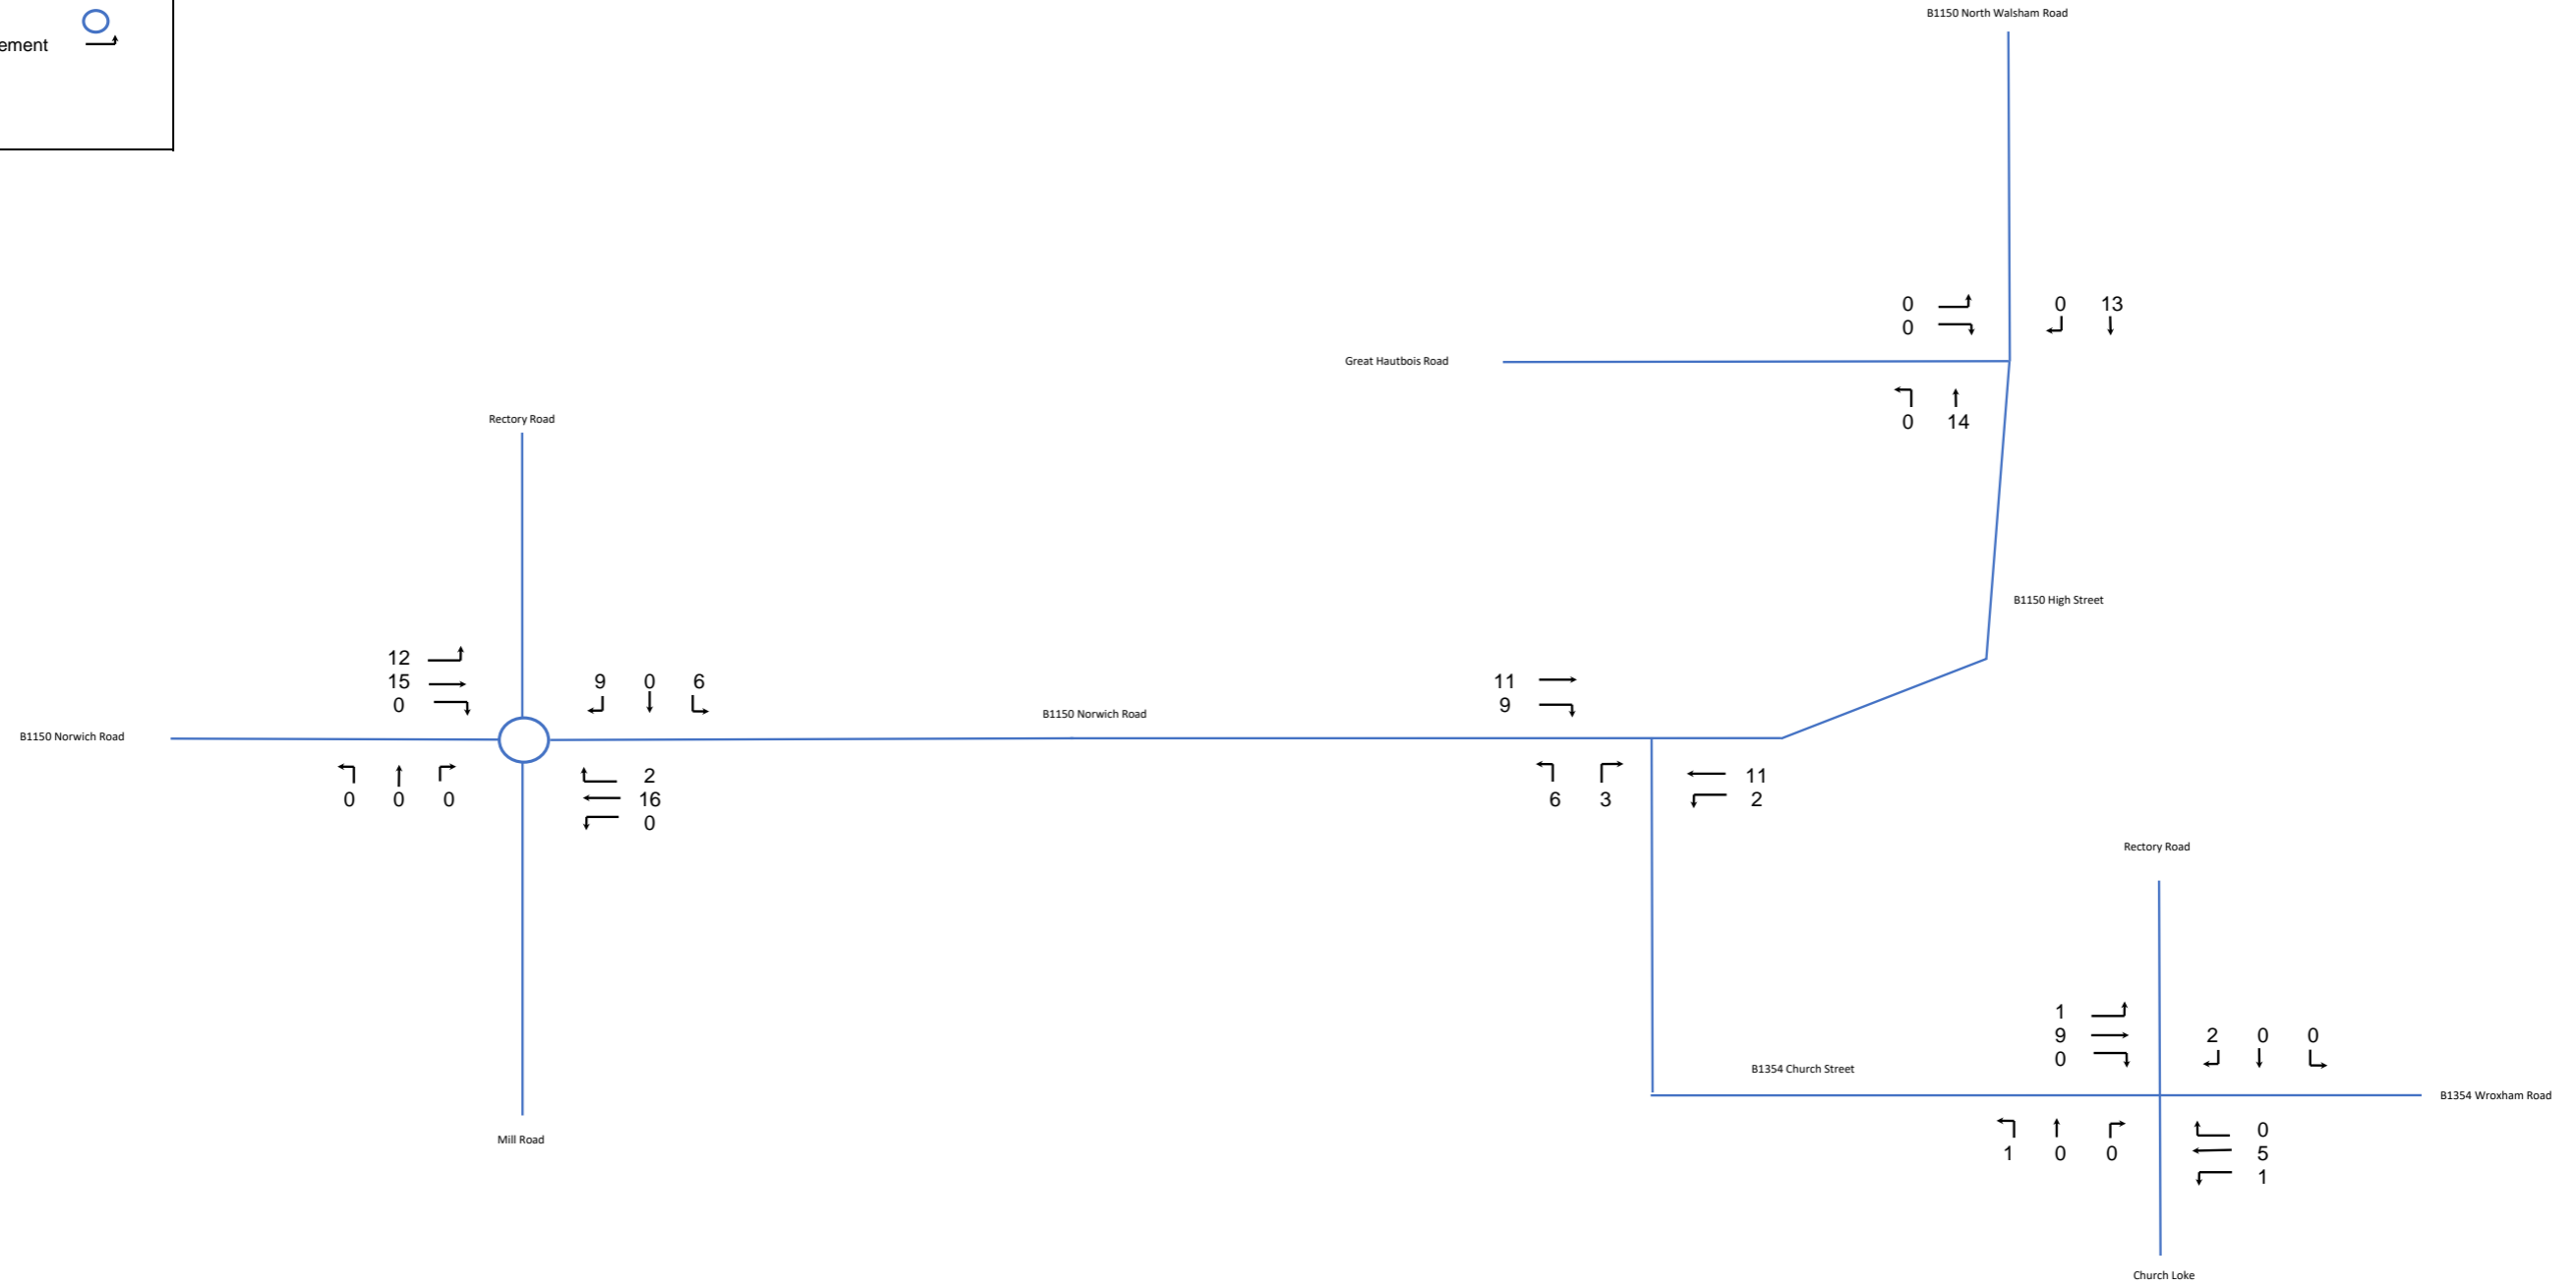 B1150 North Walsham Road
ement
0
0
0 13
Great Hautbois Road
0 14
Rectory Road
B1150 High Street
12
15
0
9 0 6
11
9
B1150 Norwich Road
B1150 Norwich Road
0 0 0
2
16
0
6 3
11
2
Rectory Road
1
9
0
2 0 0
B1354 Church Street
B1354 Wroxham Road
Mill Road
1 0 0
0
5
1
Church Loke